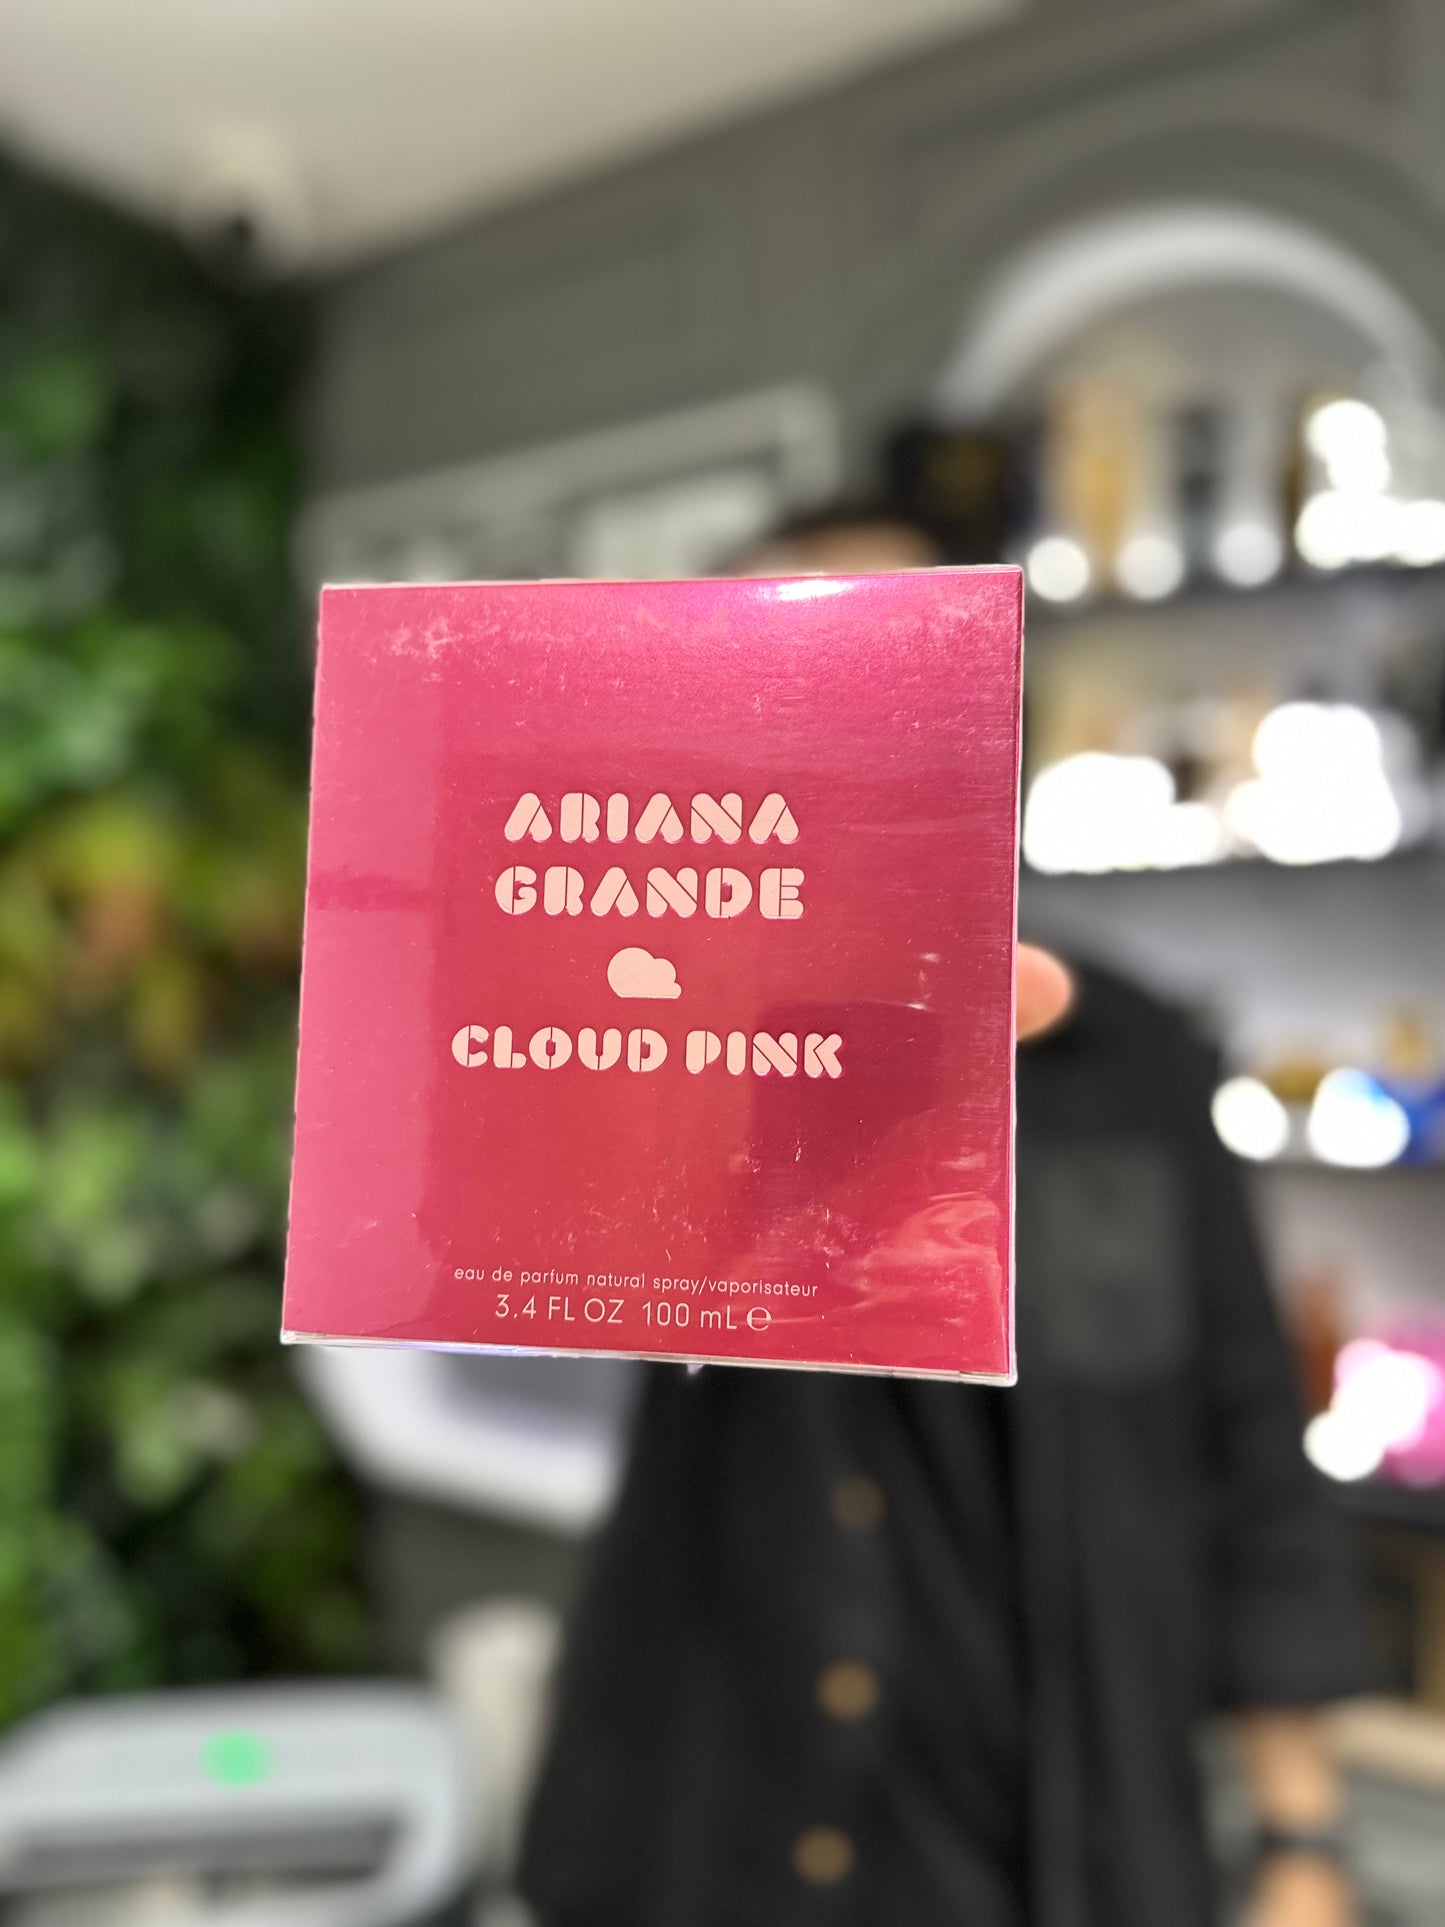 ARIANA
GRANDE
CLOUD PINK
eau de parfum natural spray/vaporisateur
3.4 FL OZ 100 mL ℮